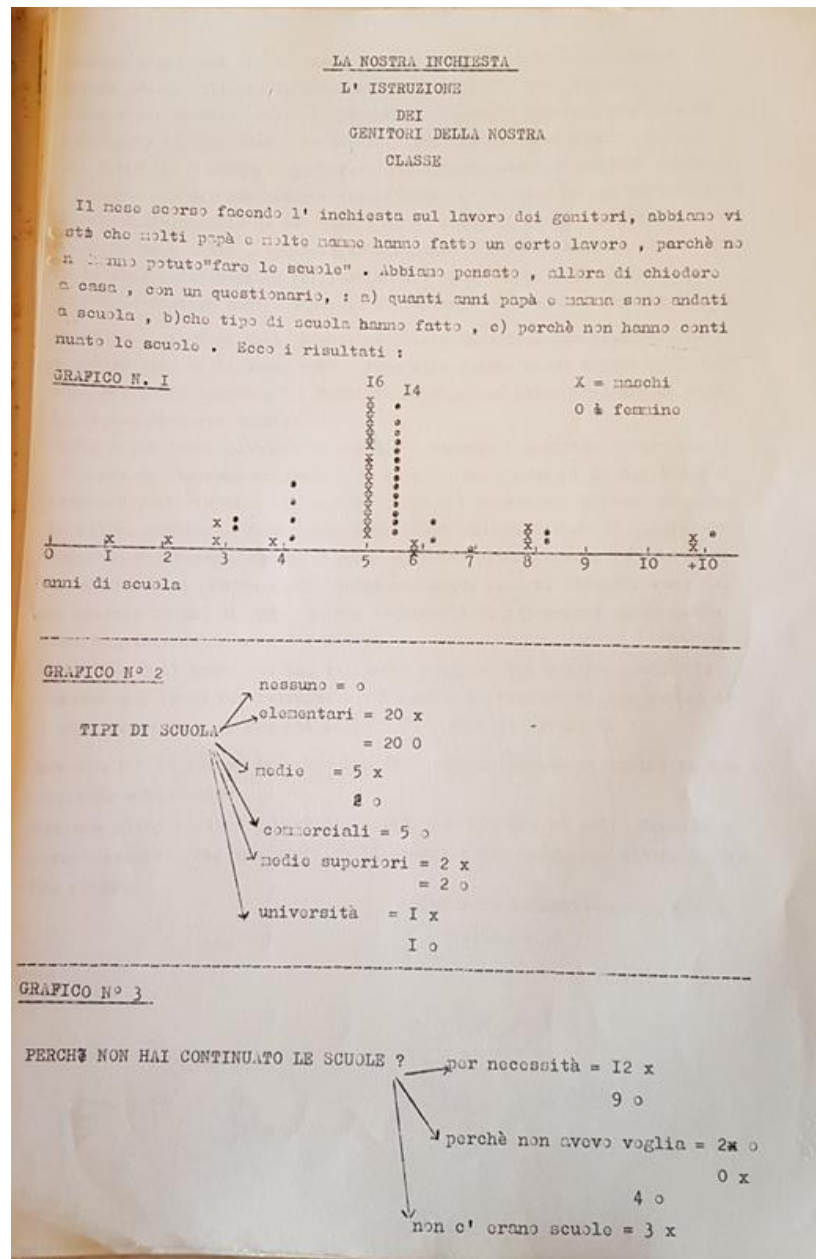 LA NOSTRA INCHIESTA
L' ISTRUZIONE
DEI
GENITORI DELLA NOSTRA
CLASSE
Il mese scorso facendo l' inchiesta sul lavoro dei genitori, abbiamo vi
sto che molti papà e molte mamme hanno fatto un certo lavoro , perchè no
n hanno potuto"fare le scuole" . Abbiamo pensato , allora di chiedere
a casa , con un questionario, : a) quanti anni papà e mamma sono andati
a scuola , b)che tipo di scuola hanno fatto , c) perchè non hanno conti
nuato le scuole . Ecco i risultati :
GRAFICO N. I
I6 I4
X = maschi
O = femmine
0 I 2 3 4 5 6 7 8 9 IO +IO
anni di scuola
GRAFICO Nº 2
nessuno = o
elementari = 20 x
TIPI DI SCUOLA
= 20 O
medie = 5 x
2 o
commerciali = 5 o
medie superiori = 2 x
= 2 o
università = I x
I o
GRAFICO Nº 3
PERCHÈ NON HAI CONTINUATO LE SCUOLE ?
per necessità = I2 x
9 o
perchè non avevo voglia = 2x o
0 x
4 o
non c' erano scuole = 3 x